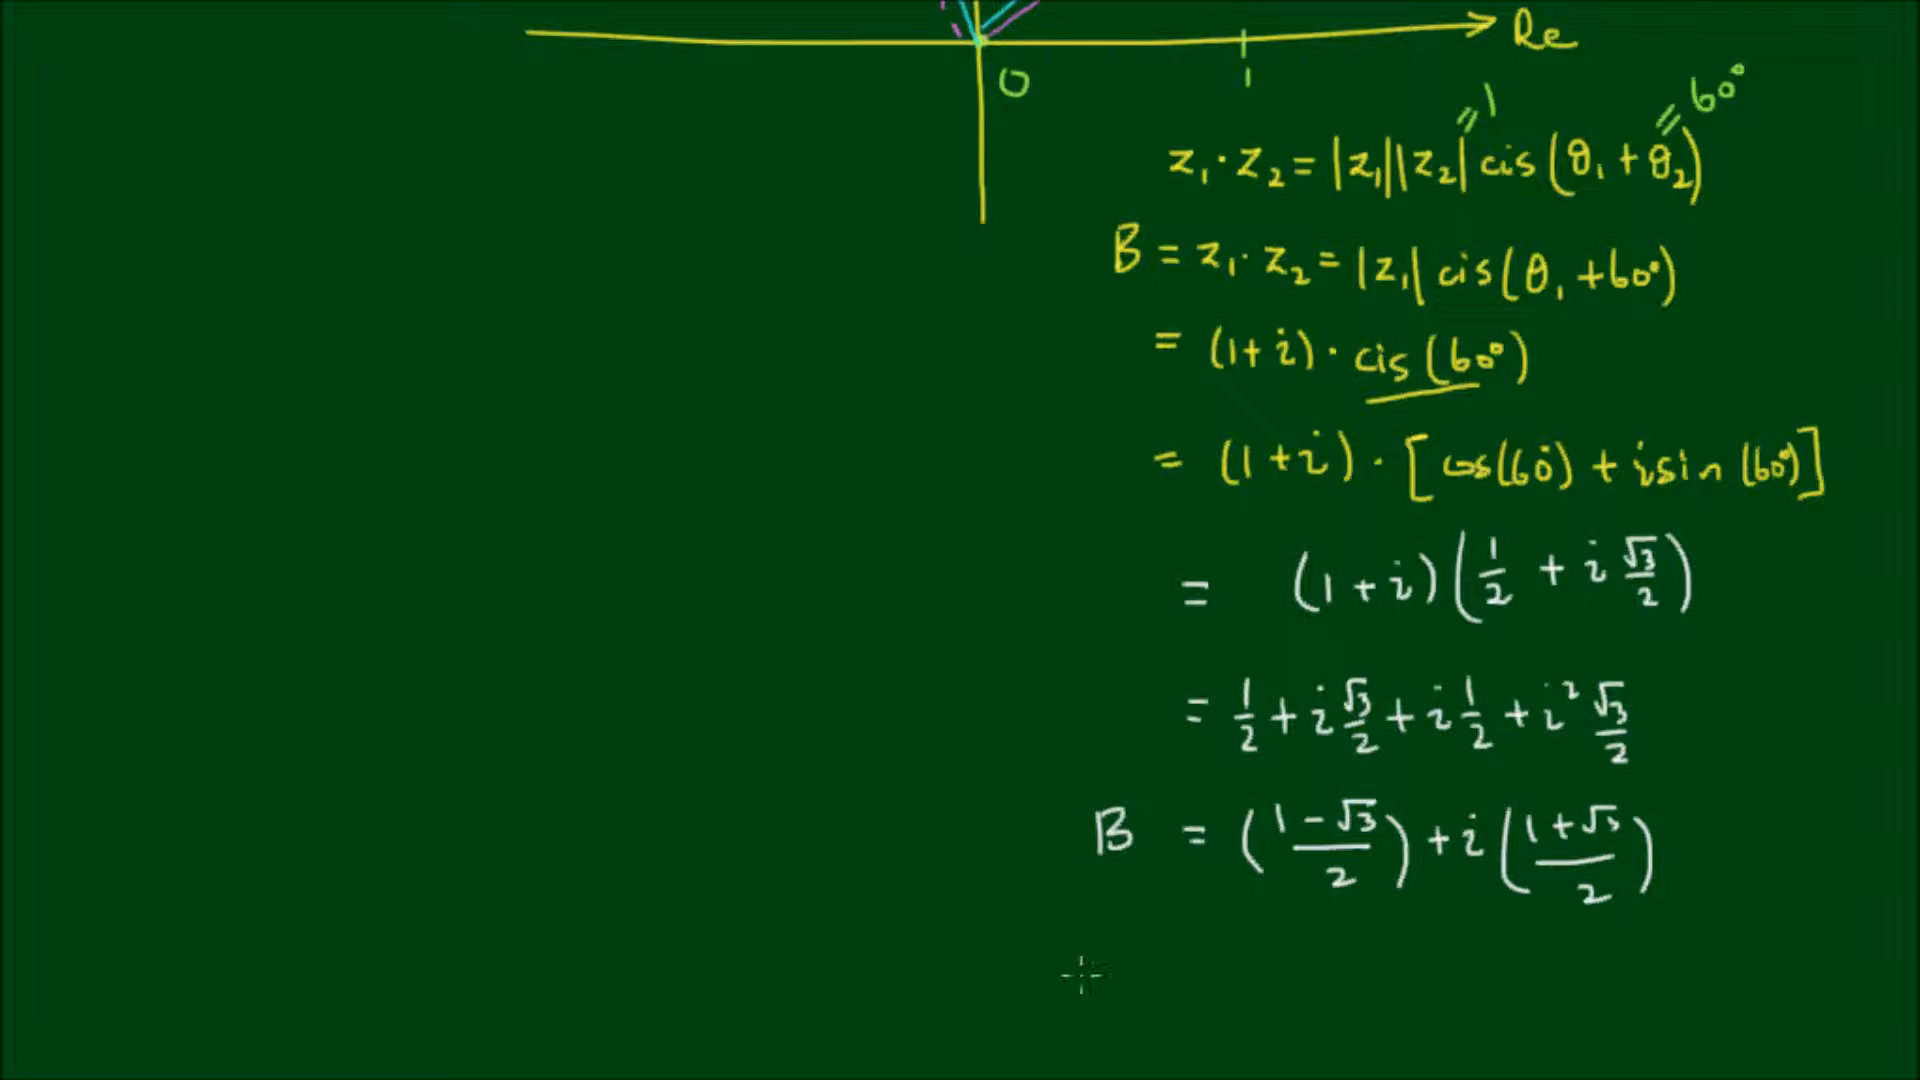 Re
0 1
=1 =60°
z₁·z₂ = |z₁||z₂| cis(θ₁ + θ₂)
B = z₁·z₂ = |z₁| cis(θ₁ + 60°)
= (1+i)·cis(60°)
= (1+i)·[cos(60°) + isin(60°)]
= (1+i)(1/2 + i √3/2)
= 1/2 + i √3/2 + i 1/2 + i² √3/2
B = ((1-√3)/2) + i((1+√3)/2)